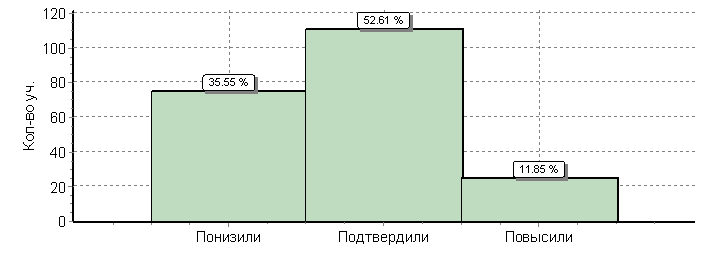 Кол-во уч.
120
100
80
60
40
20
0
35.55 %
52.61 %
11.85 %
Понизили
Подтвердили
Повысили